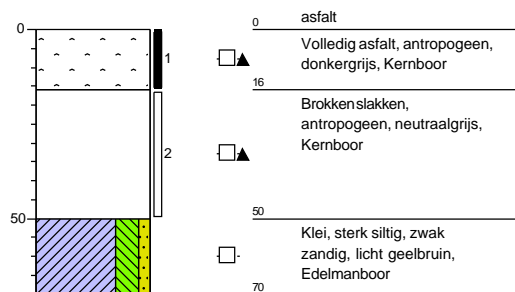 0
1
2
50
0
asfalt
Volledig asfalt, antropogeen,
donkergrijs, Kernboor
16
Brokken slakken,
antropogeen, neutraalgrijs,
Kernboor
50
Klei, sterk siltig, zwak
zandig, licht geelbruin,
Edelmanboor
70